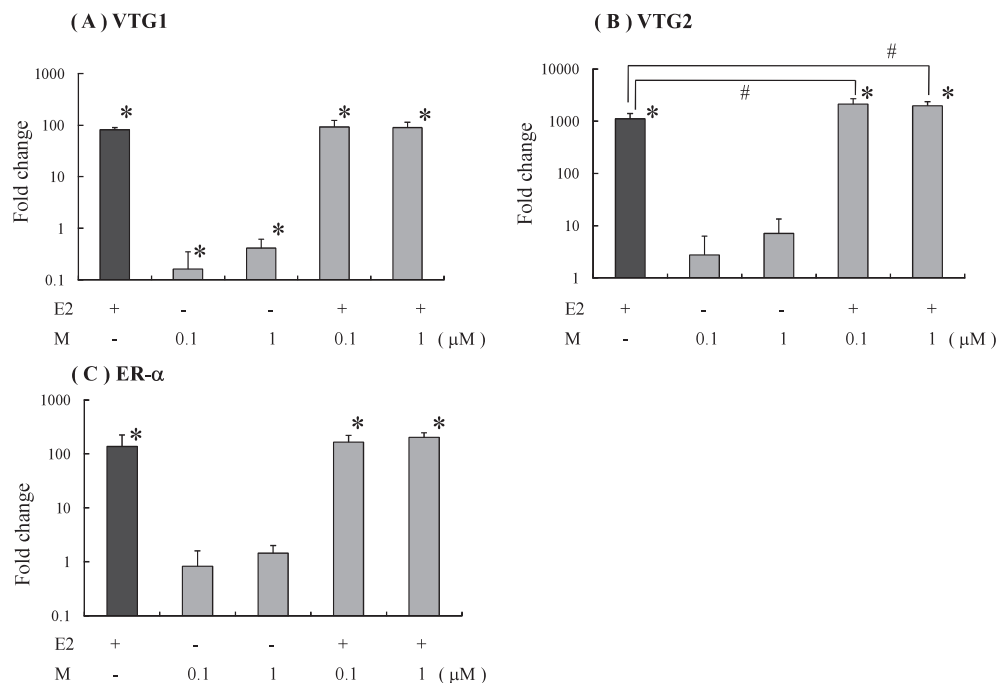 ( A ) VTG1
1000
100
10
1
0.1
Fold change
* * * * *
E2 + - - + +
M - 0.1 1 0.1 1 ( μM )
( B ) VTG2
10000
1000
100
10
1
Fold change
#
#
* * *
E2 + - - + +
M - 0.1 1 0.1 1 ( μM )
( C ) ER-α
1000
100
10
1
0.1
Fold change
* * *
E2 + - - + +
M - 0.1 1 0.1 1 ( μM )